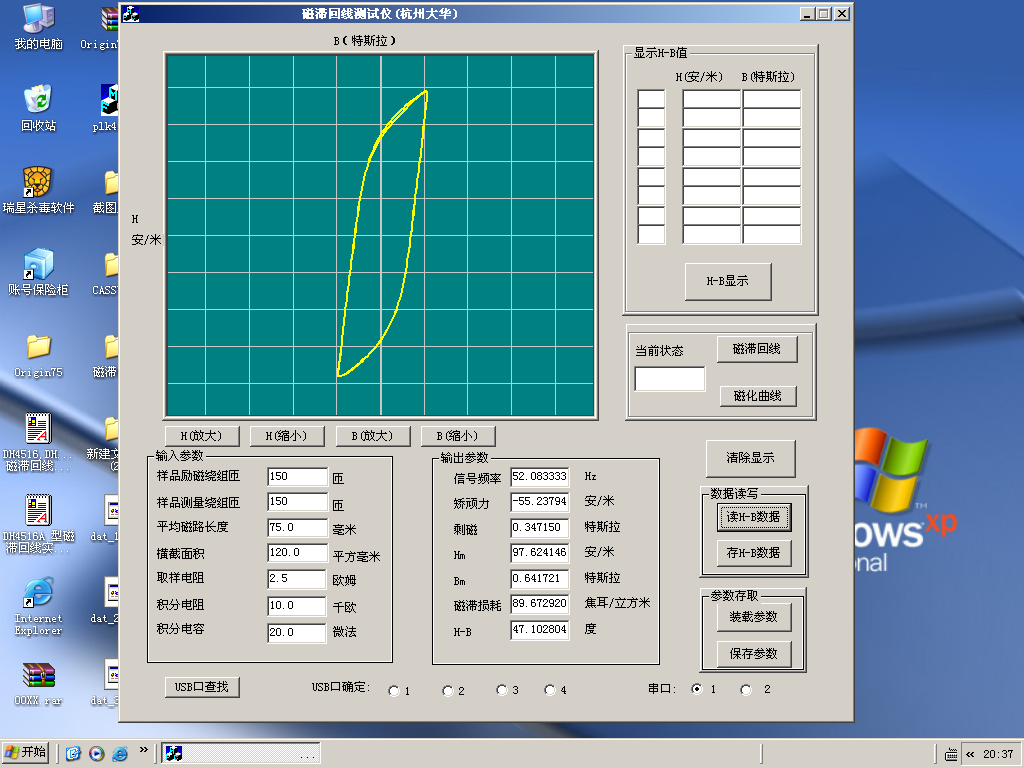 磁滞回线测试仪(杭州大华)
我的电脑
Origin
回收站
plk4
瑞星杀毒软件
截图
账号保险柜
CASS
Origin75
磁滞
DH4516_DH...
磁滞回线...
新建文
(2
DH4516A_型磁
滞回线实...
dat_1
Internet
Explorer
dat_2
OOXX.rar
dat_3
B(特斯拉)
H
安/米
H(放大)
H(缩小)
B(放大)
B(缩小)
显示H-B值
H(安/米)
B(特斯拉)
H-B显示
当前状态
磁滞回线
磁化曲线
输入参数
样品励磁绕组匝 150 匝
样品测量绕组匝 150 匝
平均磁路长度 75.0 毫米
横截面积 120.0 平方毫米
取样电阻 2.5 欧姆
积分电阻 10.0 千欧
积分电容 20.0 微法
输出参数
信号频率 52.083333 Hz
矫顽力 -55.23794 安/米
剩磁 0.347150 特斯拉
Hm 97.624146 安/米
Bm 0.641721 特斯拉
磁滞损耗 89.672920 焦耳/立方米
H-B 47.102804 度
清除显示
数据读写
读H-B数据
存H-B数据
参数存取
装载参数
保存参数
USB口查找
USB口确定:
1
2
3
4
串口:
1
2
dows xp
TM
onal
开始
»
...
«
20:37